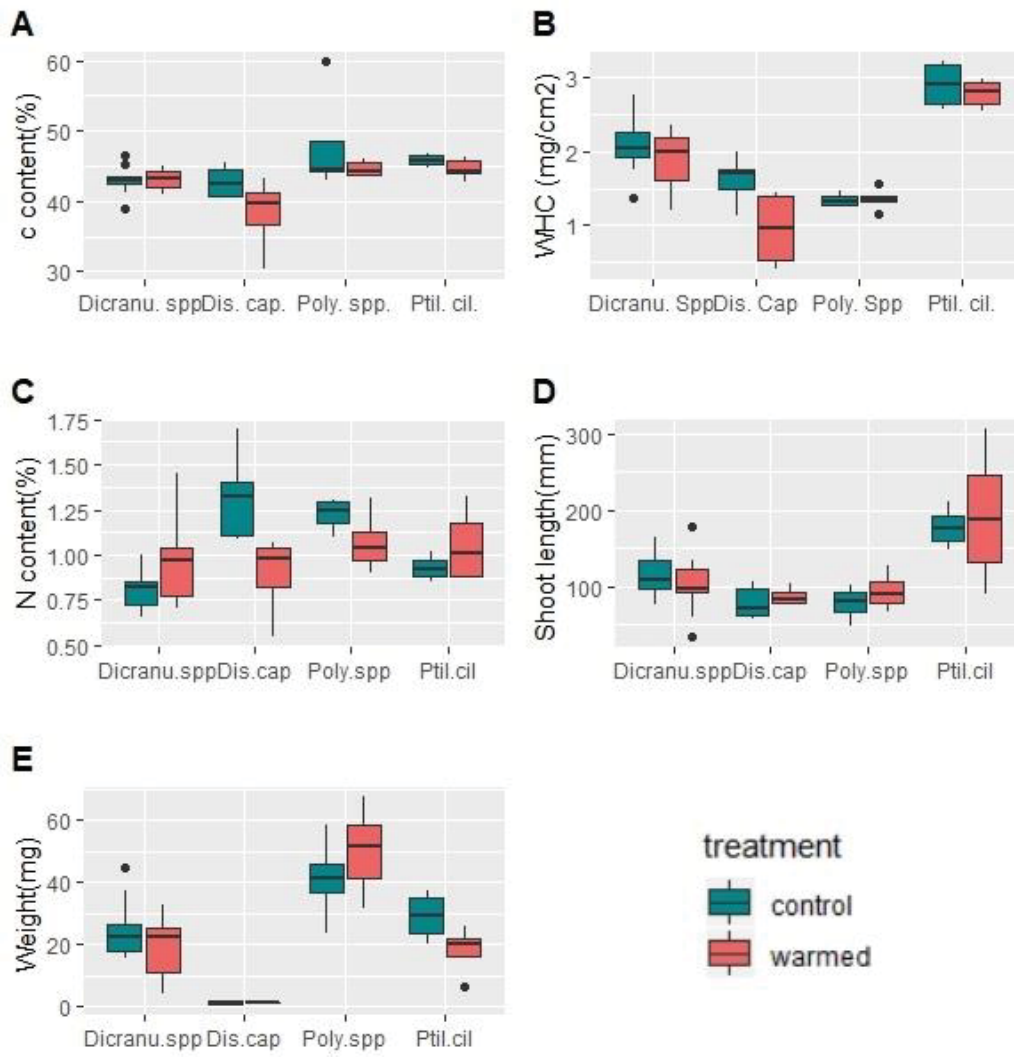 A
c content(%)
60
50
40
30
Dicranu. spp Dis. cap. Poly. spp. Ptil. cil.
B
WHC (mg/cm2)
3
2
1
Dicranu. Spp Dis. Cap Poly. Spp Ptil. cil.
C
N content(%)
1.75
1.50
1.25
1.00
0.75
0.50
Dicranu.spp Dis.cap Poly.spp Ptil.cil
D
Shoot length(mm)
300
200
100
Dicranu.spp Dis.cap Poly.spp Ptil.cil
E
Weight(mg)
60
40
20
0
Dicranu.spp Dis.cap Poly.spp Ptil.cil
treatment
control
warmed